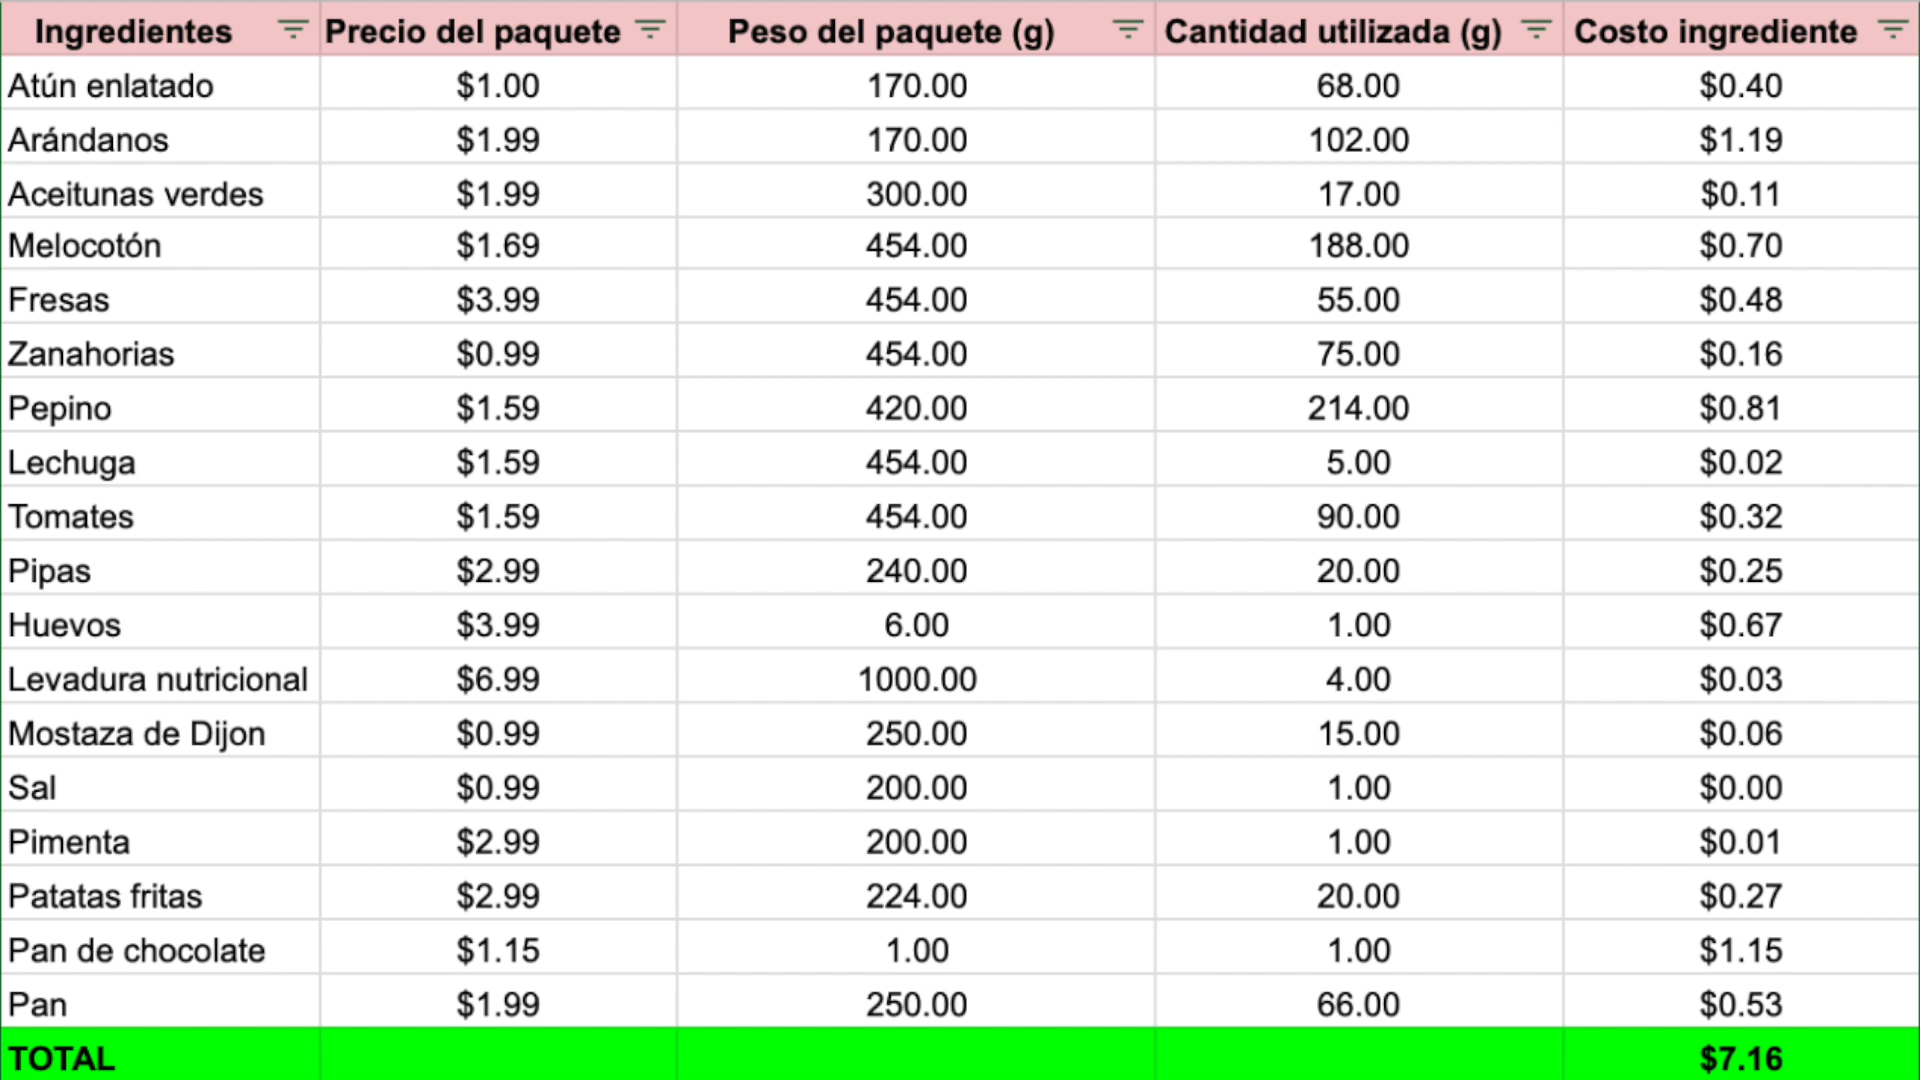 Ingredientes Precio del paquete Peso del paquete (g) Cantidad utilizada (g) Costo ingrediente
Atún enlatado $1.00 170.00 68.00 $0.40
Arándanos $1.99 170.00 102.00 $1.19
Aceitunas verdes $1.99 300.00 17.00 $0.11
Melocotón $1.69 454.00 188.00 $0.70
Fresas $3.99 454.00 55.00 $0.48
Zanahorias $0.99 454.00 75.00 $0.16
Pepino $1.59 420.00 214.00 $0.81
Lechuga $1.59 454.00 5.00 $0.02
Tomates $1.59 454.00 90.00 $0.32
Pipas $2.99 240.00 20.00 $0.25
Huevos $3.99 6.00 1.00 $0.67
Levadura nutricional $6.99 1000.00 4.00 $0.03
Mostaza de Dijon $0.99 250.00 15.00 $0.06
Sal $0.99 200.00 1.00 $0.00
Pimenta $2.99 200.00 1.00 $0.01
Patatas fritas $2.99 224.00 20.00 $0.27
Pan de chocolate $1.15 1.00 1.00 $1.15
Pan $1.99 250.00 66.00 $0.53
TOTAL $7.16